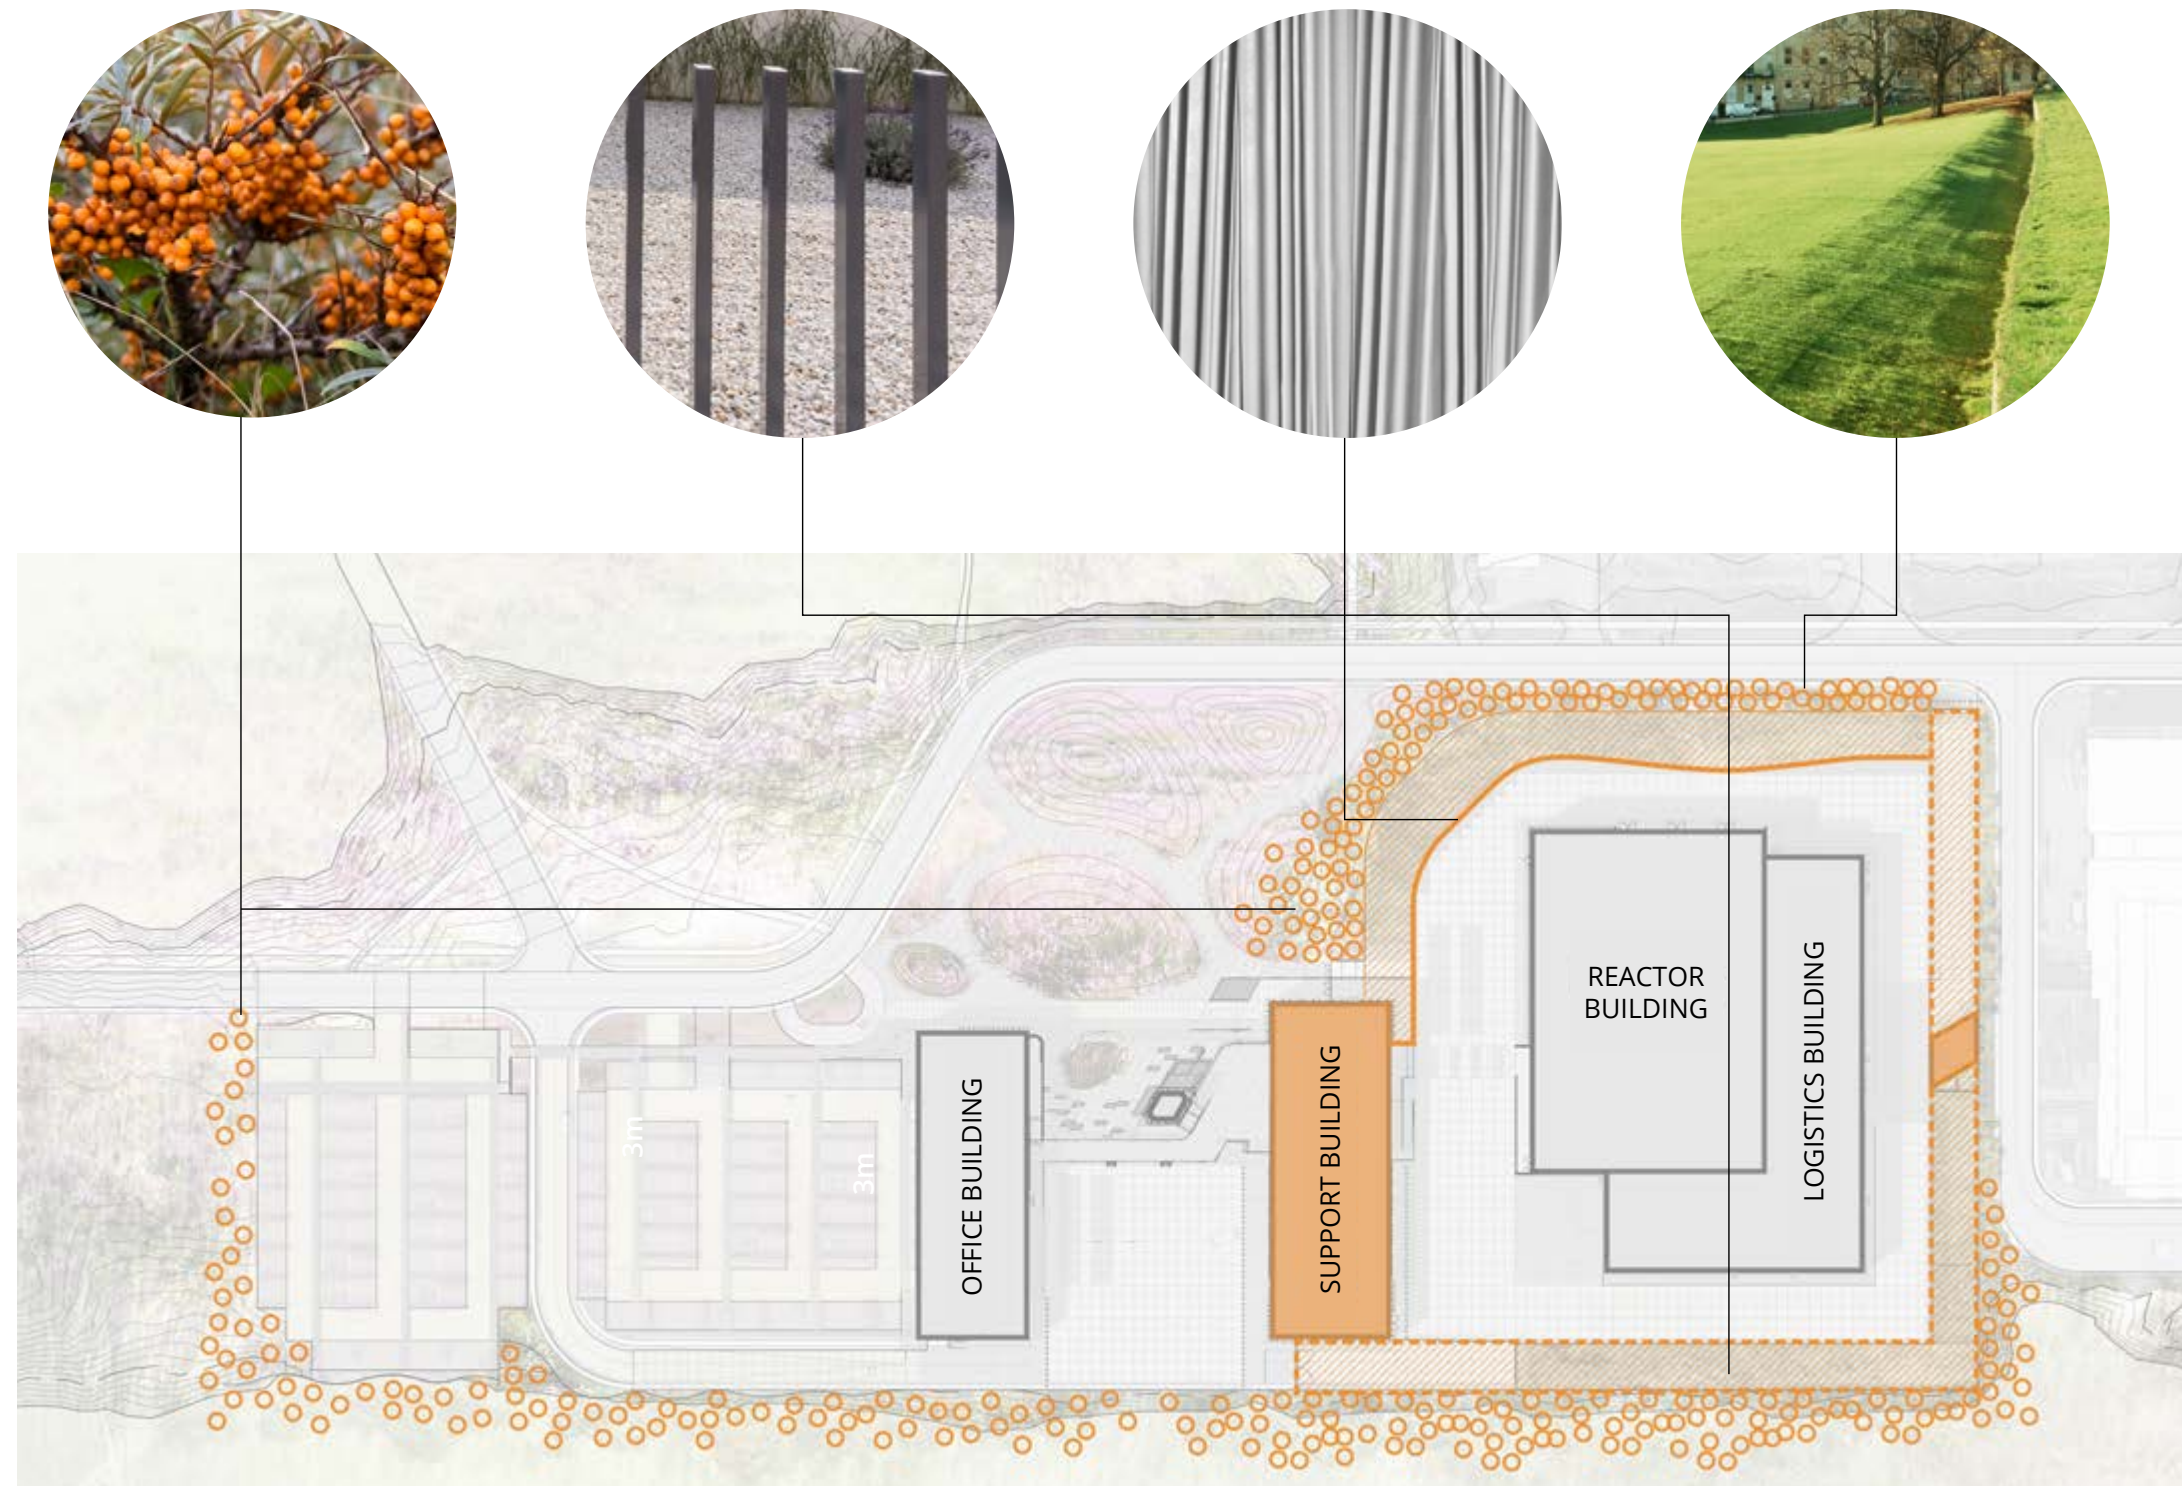 REACTOR
BUILDING
LOGISTICS BUILDING
SUPPORT BUILDING
OFFICE BUILDING
3m
3m